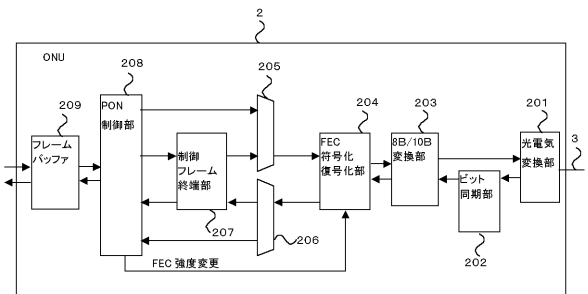 2
ONU
208
205
209
PON
制御部
204
203
201
3
フレーム
バッファ
制御
フレーム
終端部
FEC
符号化
復号化部
8B/10B
変換部
光電気
変換部
ビット
同期部
207
206
202
FEC 強度変更